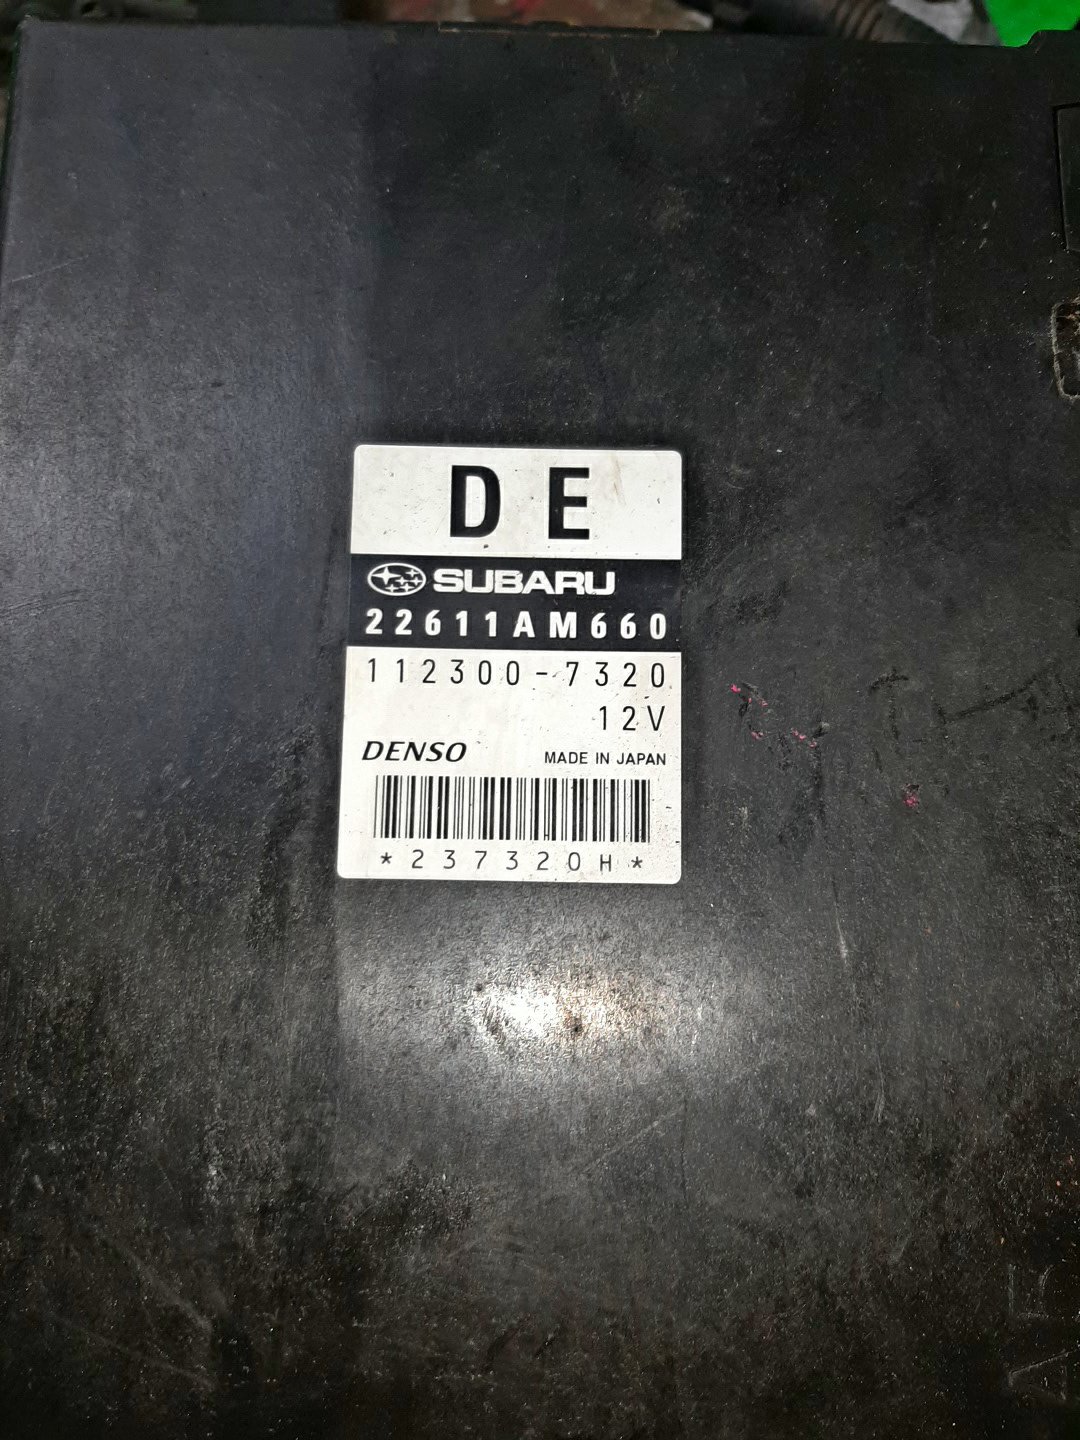 DE
SUBARU
22611AM660
112300-7320
12V
DENSO MADE IN JAPAN
*237320H*